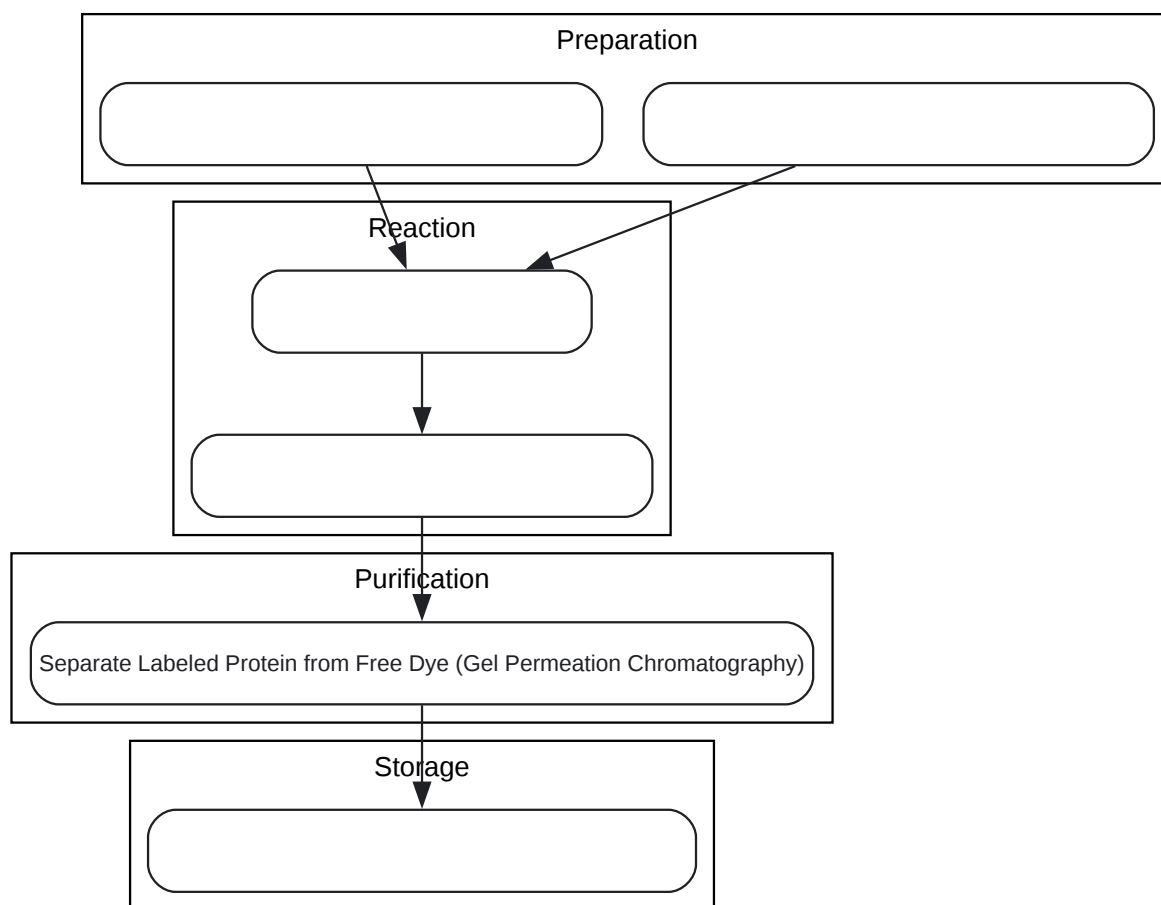 Preparation
Reaction
Purification
Separate Labeled Protein from Free Dye (Gel Permeation Chromatography)
Storage